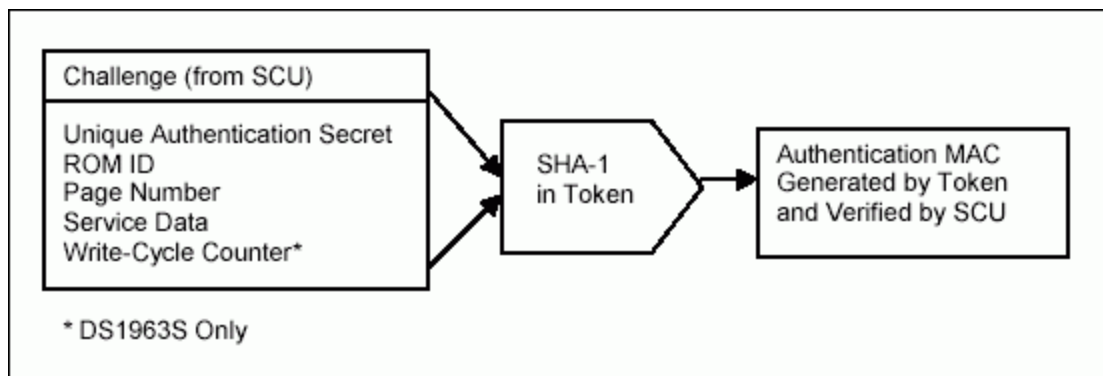 Challenge (from SCU)
Unique Authentication Secret
ROM ID
Page Number
Service Data
Write-Cycle Counter*
* DS1963S Only
SHA-1
in Token
Authentication MAC
Generated by Token
and Verified by SCU